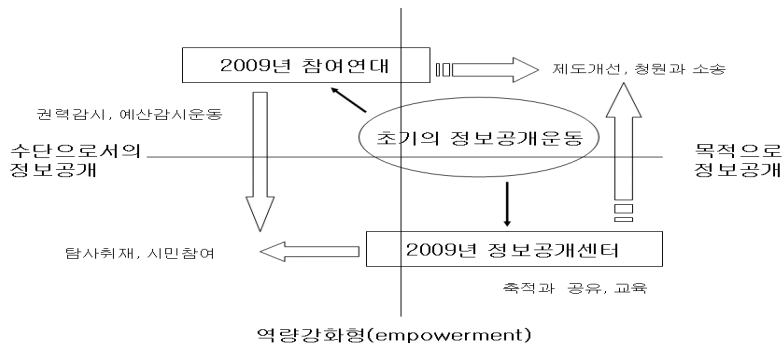 2009년 참여연대
제도개선, 청원과 소송
권력감시, 예산감시운동
초기의 정보공개운동
수단으로서의
정보공개
목적으로
정보공개
2009년 정보공개센터
탐사취재, 시민참여
축적과 공유, 교육
역량강화형(empowerment)